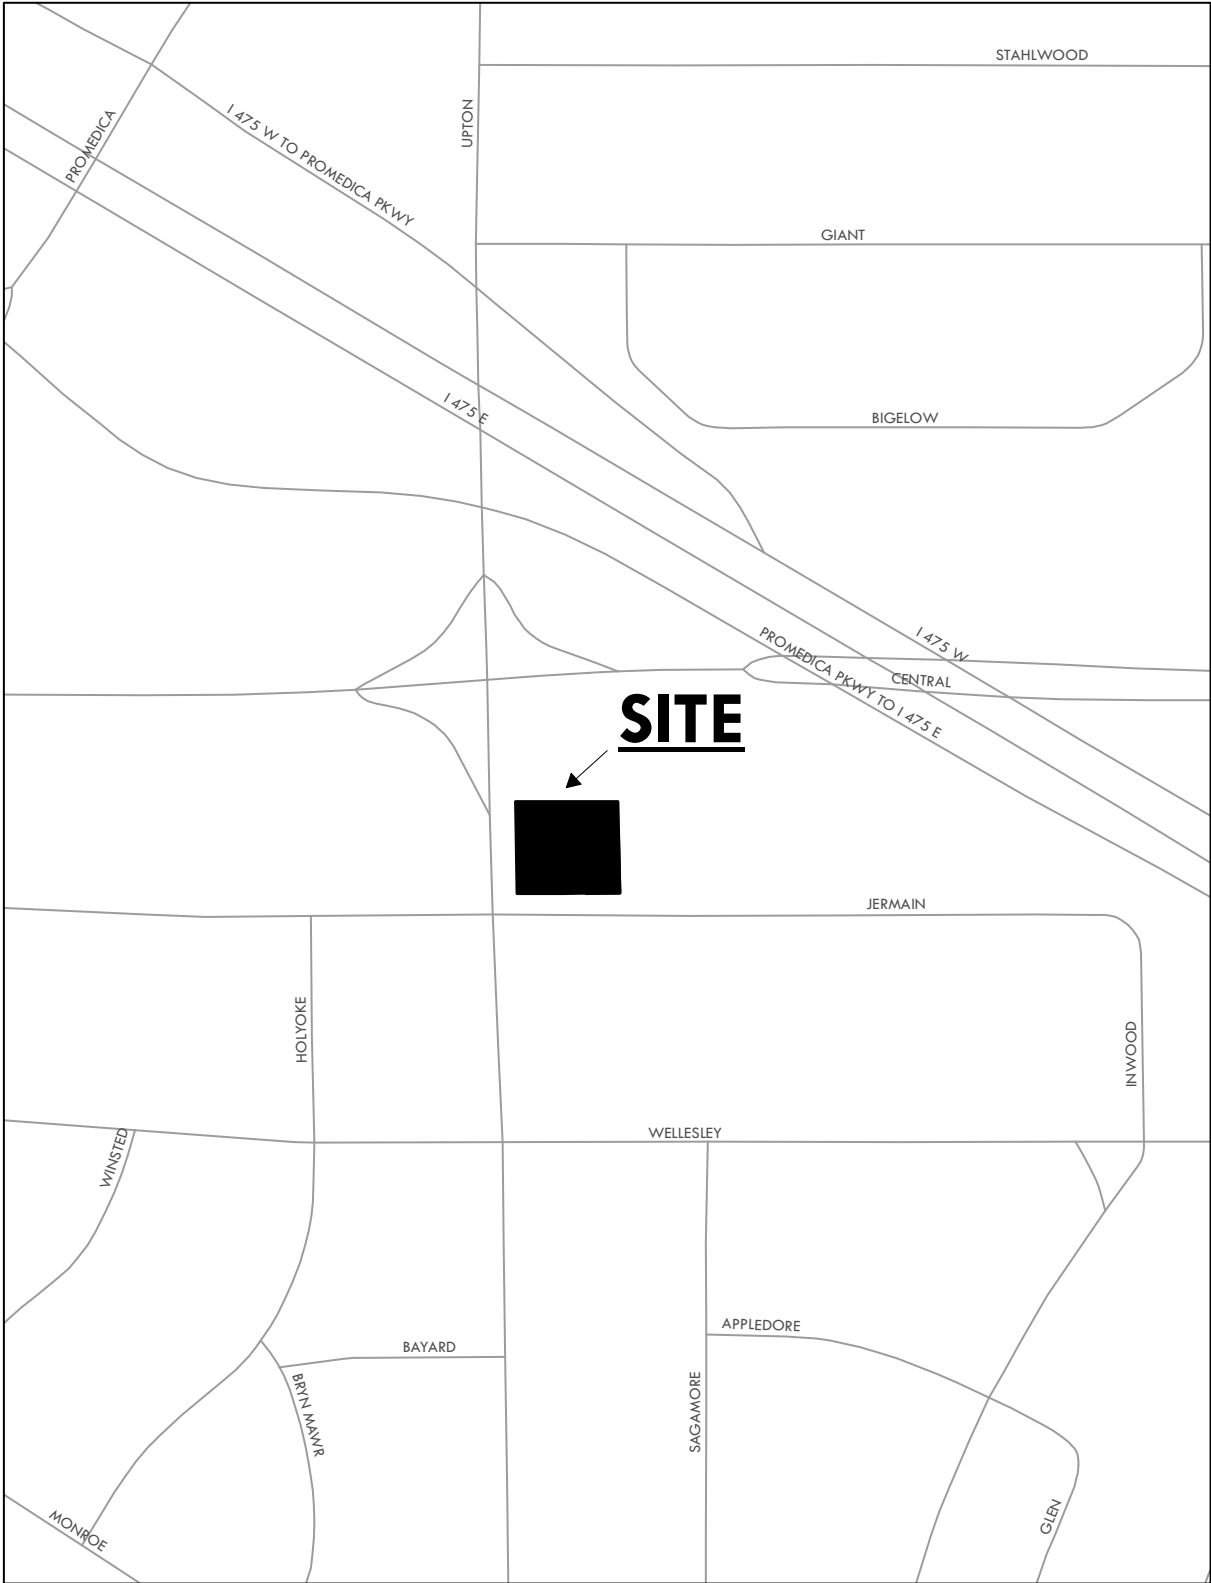 STAHLWOOD
UPTON
I 475 W TO PROMEDICA PKWY
PROMEDICA
GIANT
I 475 E
BIGELOW
I 475 W
PROMEDICA PKWY TO I 475 E
CENTRAL
SITE
JERMAIN
HOLYOKE
INWOOD
WELLESLEY
WINSTED
APPLEDORE
BAYARD
BRYN MAWR
SAGAMORE
GLEN
MONROE